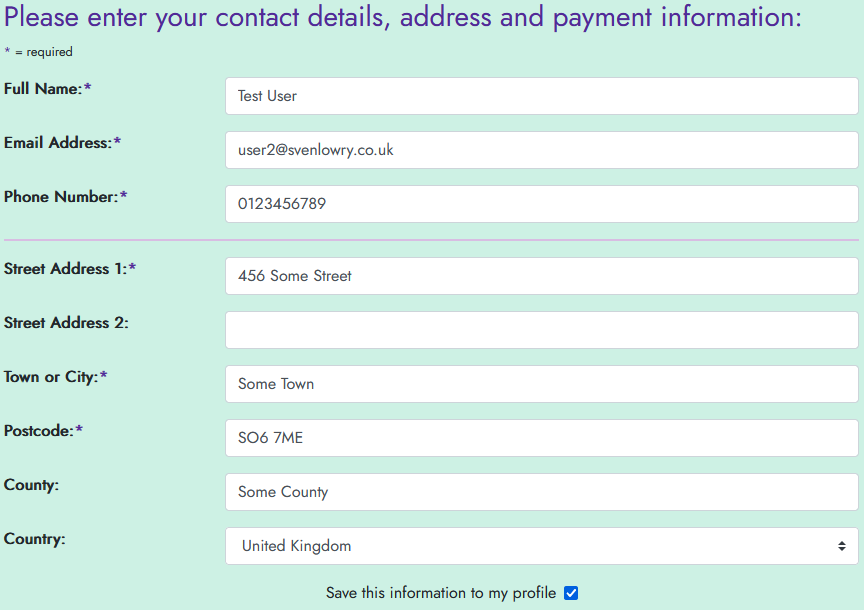 Please enter your contact details, address and payment information:
* = required
Full Name:* Test User
Email Address:* user2@svenlowry.co.uk
Phone Number:* 0123456789
Street Address 1:* 456 Some Street
Street Address 2:
Town or City:* Some Town
Postcode:* SO6 7ME
County: Some County
Country: United Kingdom
Save this information to my profile